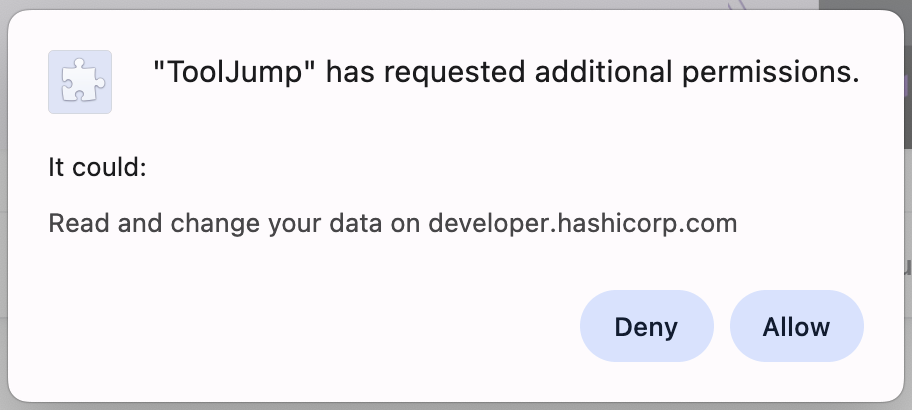 "ToolJump" has requested additional permissions.
It could:
Read and change your data on developer.hashicorp.com
Deny
Allow